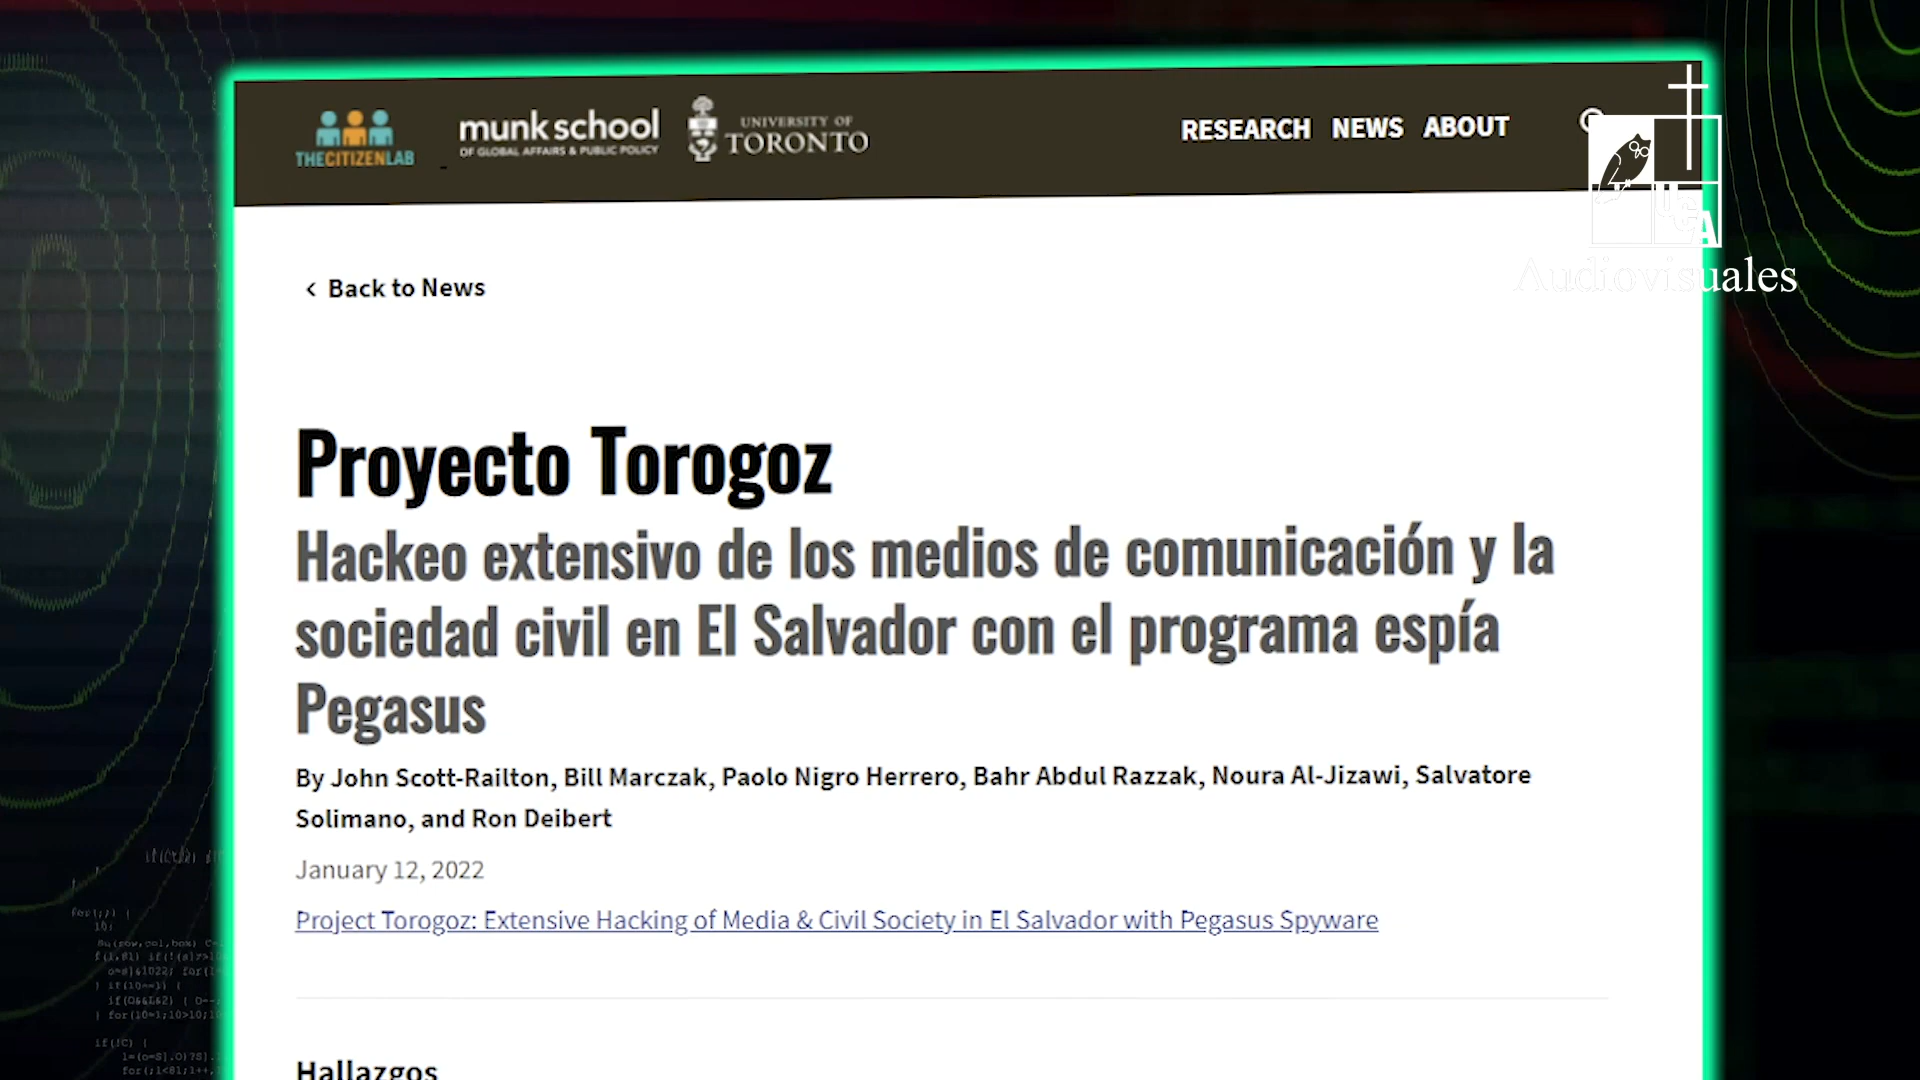 THECITIZENLAB
munk school
OF GLOBAL AFFAIRS & PUBLIC POLICY
UNIVERSITY OF
TORONTO
RESEARCH NEWS ABOUT
UCA
Audiovisuales
‹ Back to News
Proyecto Torogoz
Hackeo extensivo de los medios de comunicación y la
sociedad civil en El Salvador con el programa espía
Pegasus
By John Scott-Railton, Bill Marczak, Paolo Nigro Herrero, Bahr Abdul Razzak, Noura Al-Jizawi, Salvatore
Solimano, and Ron Deibert
January 12, 2022
Project Torogoz: Extensive Hacking of Media & Civil Society in El Salvador with Pegasus Spyware
Hallazgos